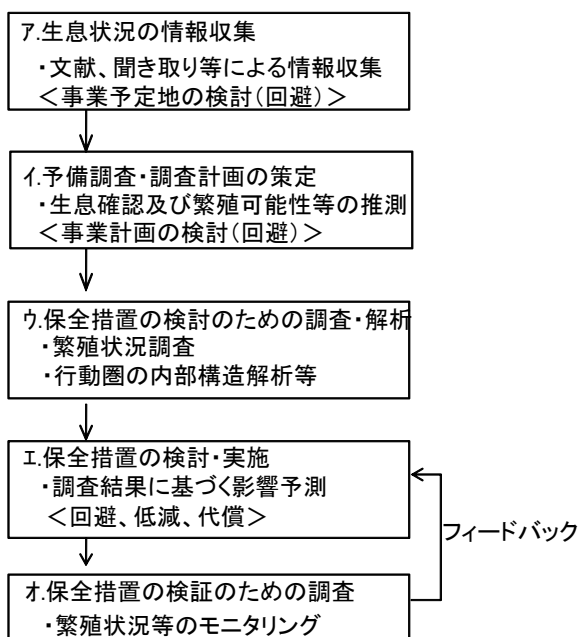 ｱ.生息状況の情報収集
・文献、聞き取り等による情報収集
＜事業予定地の検討（回避）＞
ｲ.予備調査・調査計画の策定
・生息確認及び繁殖可能性等の推測
＜事業計画の検討（回避）＞
ｳ.保全措置の検討のための調査・解析
・繁殖状況調査
・行動圏の内部構造解析等
ｴ.保全措置の検討・実施
・調査結果に基づく影響予測
＜回避、低減、代償＞
フィードバック
ｵ.保全措置の検証のための調査
・繁殖状況等のモニタリング